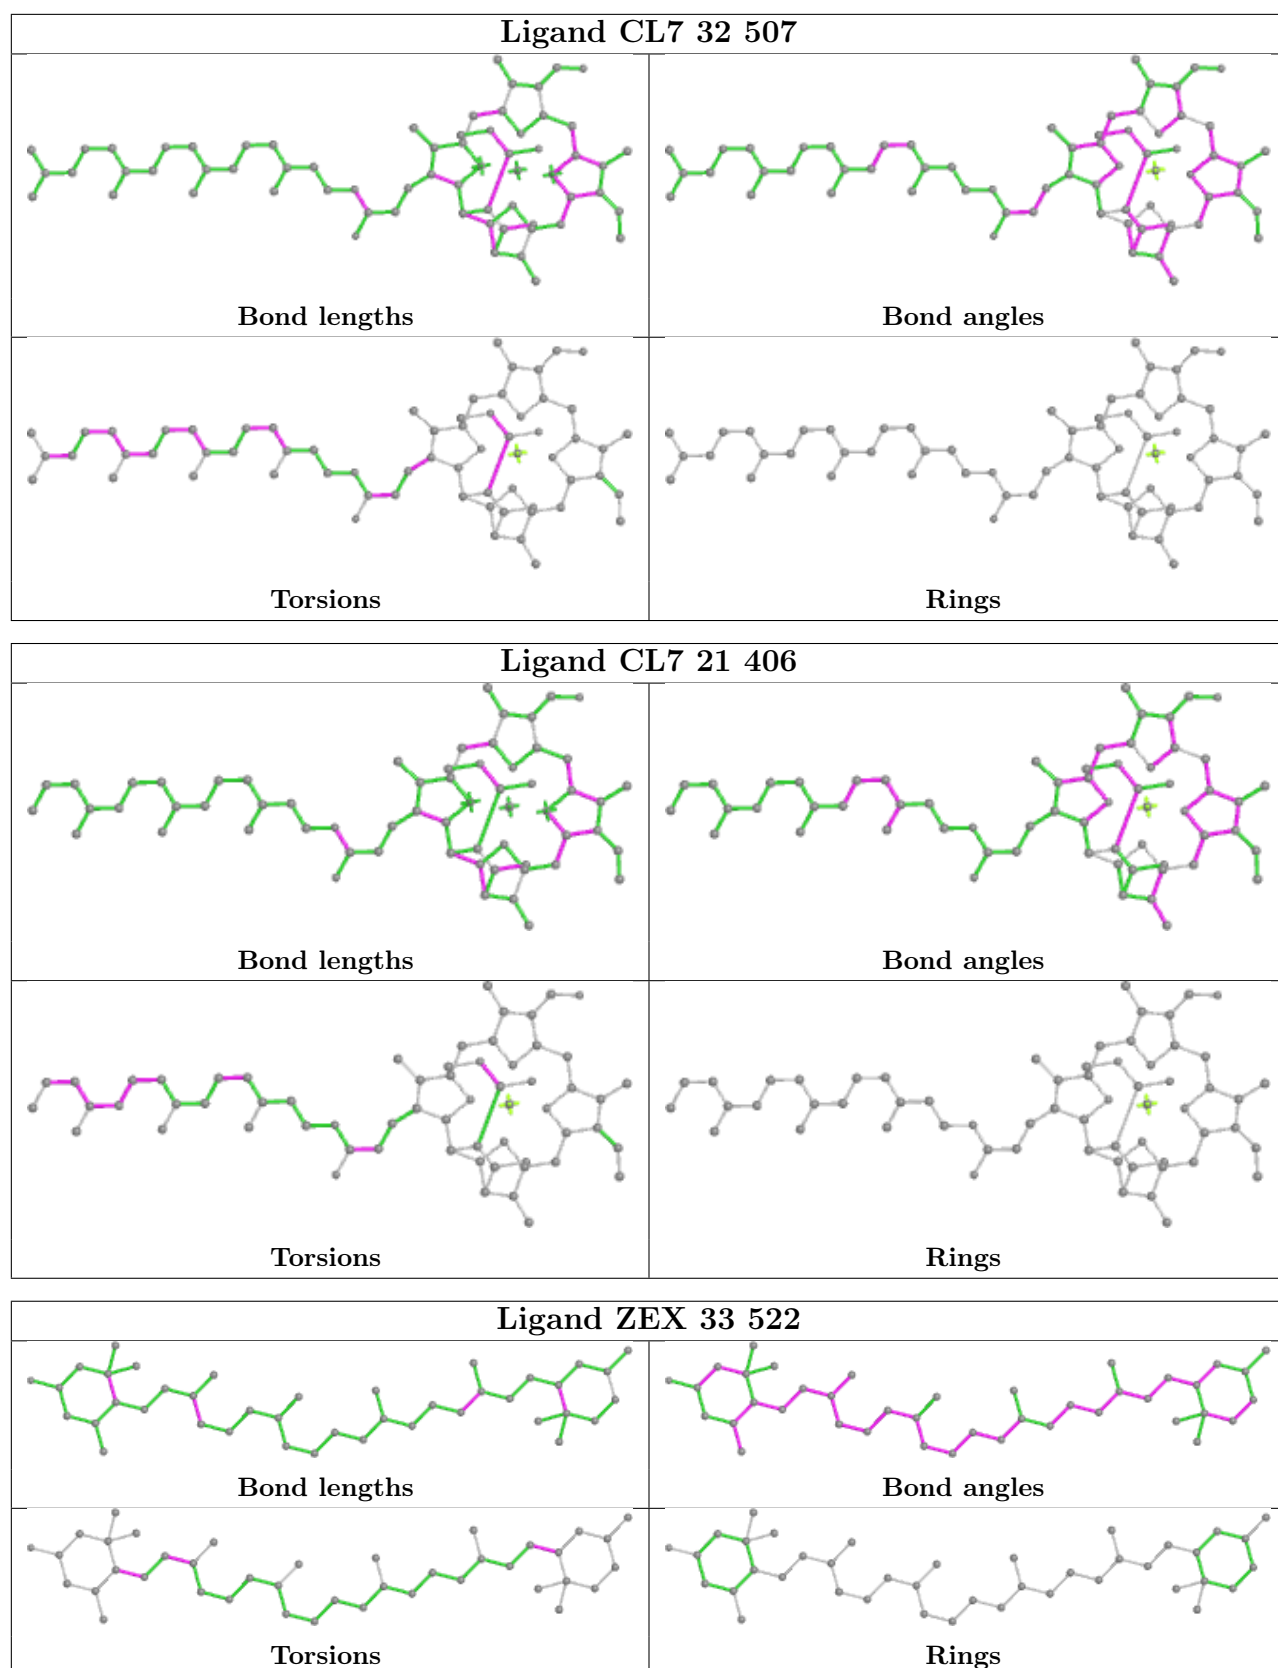 Ligand CL7 32 507
Bond lengths
Bond angles
Torsions
Rings
Ligand CL7 21 406
Bond lengths
Bond angles
Torsions
Rings
Ligand ZEX 33 522
Bond lengths
Bond angles
Torsions
Rings